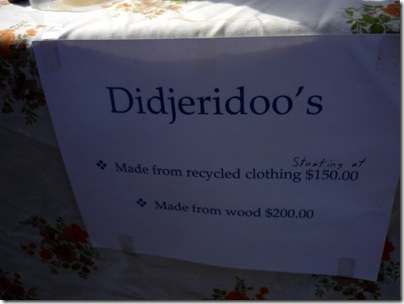 Didjeridoo's
Starting at
❖ Made from recycled clothing $150.00
❖ Made from wood $200.00